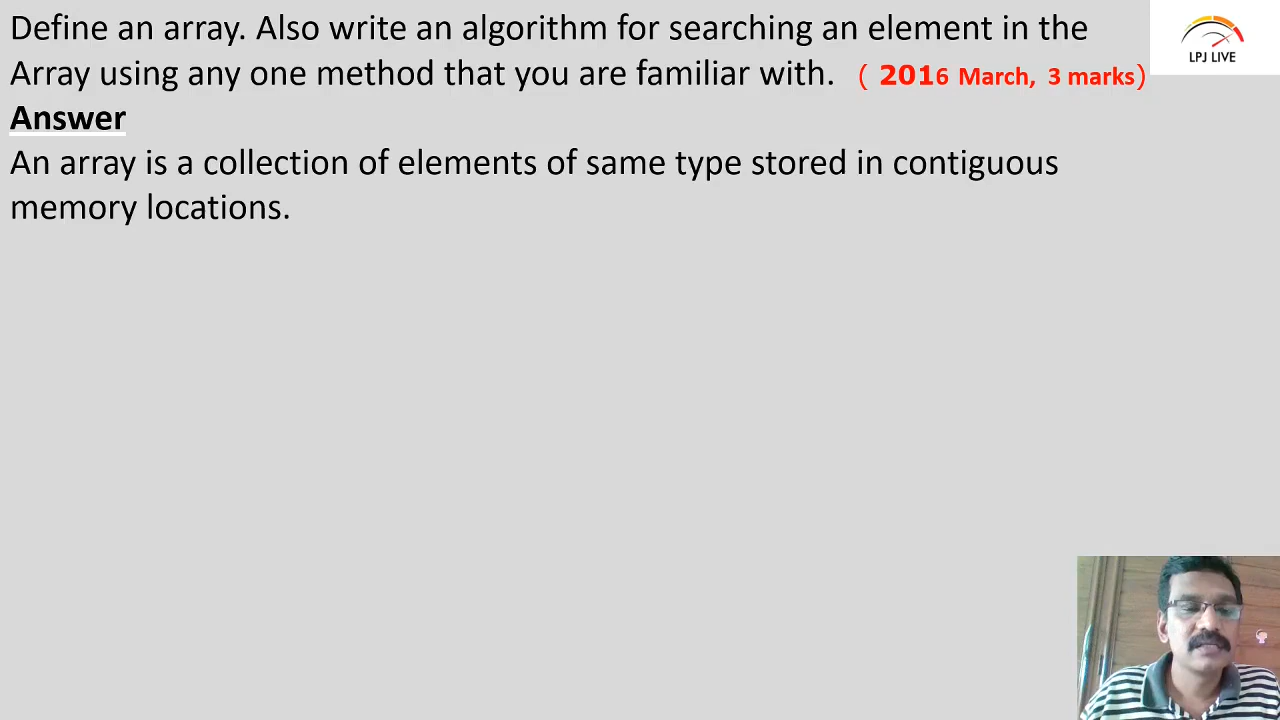 Define an array. Also write an algorithm for searching an element in the
Array using any one method that you are familiar with. ( 2016 March, 3 marks)
LPJ LIVE
Answer
An array is a collection of elements of same type stored in contiguous
memory locations.